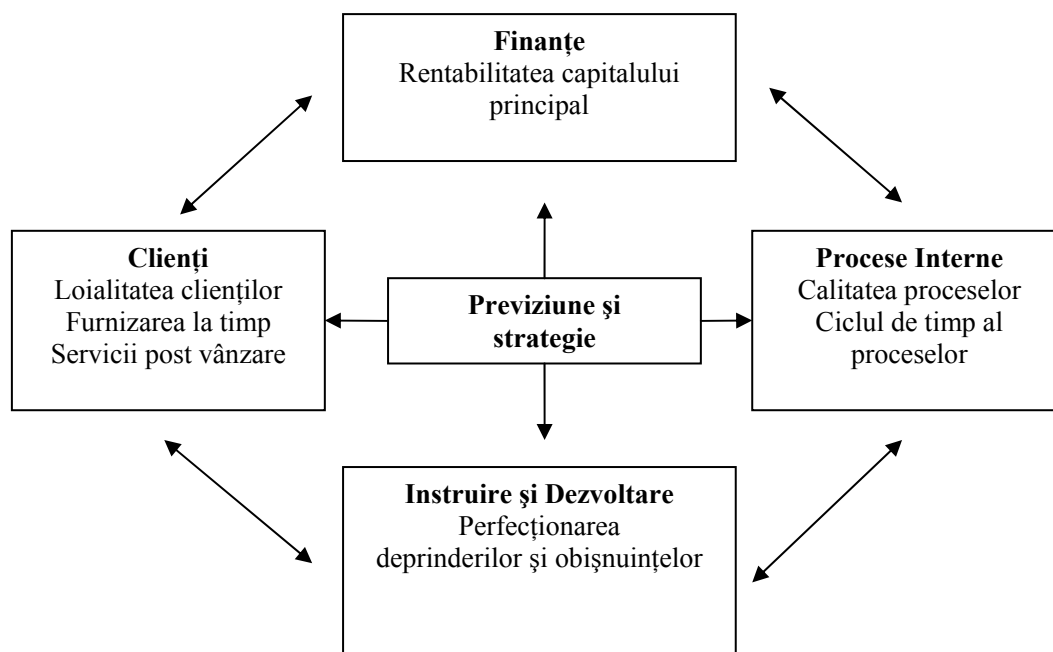 Finanțe
Rentabilitatea capitalului
principal
Clienți
Loialitatea clienților
Furnizarea la timp
Servicii post vânzare
Previziune şi
strategie
Procese Interne
Calitatea proceselor
Ciclul de timp al
proceselor
Instruire şi Dezvoltare
Perfecționarea
deprinderilor şi obişnuințelor